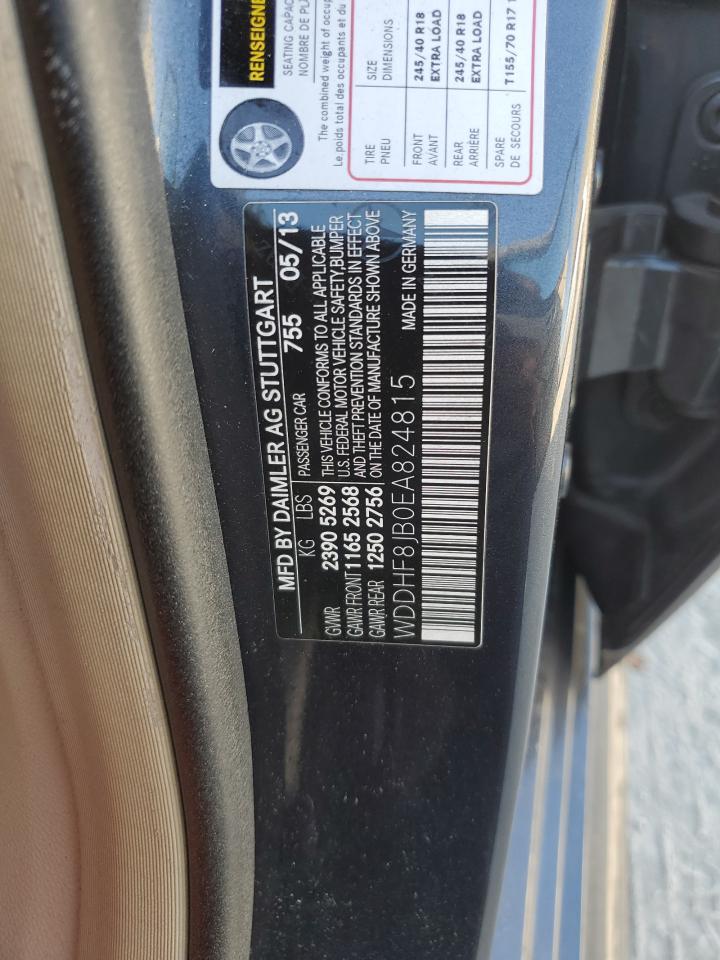 RENSEIGNE
SEATING CAPAC
NOMBRE DE PL
The combined weight of occup
Le poids total des occupants et du
TIRE SIZE
PNEU DIMENSIONS
FRONT 245/40 R18
AVANT EXTRA LOAD
REAR 245/40 R18
ARRIÈRE EXTRA LOAD
SPARE T155/70 R17 1
DE SECOURS
MFD BY DAIMLER AG STUTTGART
KG LBS PASSENGER CAR 755 05/13
GVWR 2390 5269 THIS VEHICLE CONFORMS TO ALL APPLICABLE
U.S. FEDERAL MOTOR VEHICLE SAFETY,BUMPER
GAWR FRONT 1165 2568 AND THEFT PREVENTION STANDARDS IN EFFECT
GAWR REAR 1250 2756 ON THE DATE OF MANUFACTURE SHOWN ABOVE
WDDHF8JB0EA824815 MADE IN GERMANY